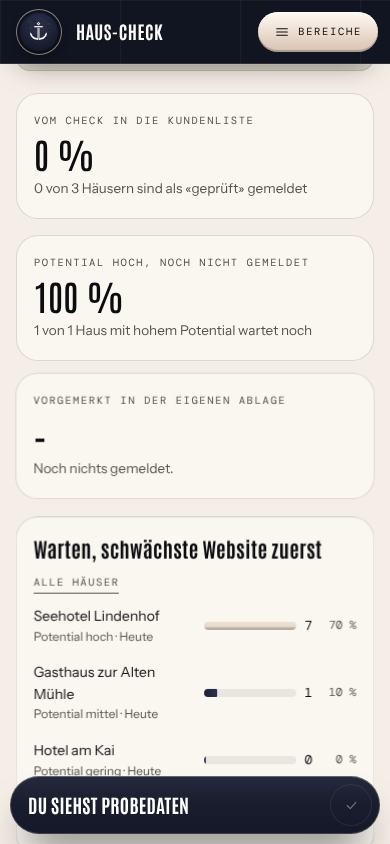 HAUS-CHECK
BEREICHE
VOM CHECK IN DIE KUNDENLISTE
0 %
0 von 3 Häusern sind als «geprüft» gemeldet
POTENTIAL HOCH, NOCH NICHT GEMELDET
100 %
1 von 1 Haus mit hohem Potential wartet noch
VORGEMERKT IN DER EIGENEN ABLAGE
-
Noch nichts gemeldet.
Warten, schwächste Website zuerst
ALLE HÄUSER
Seehotel Lindenhof
7 70 %
Potential hoch · Heute
Gasthaus zur Alten
Mühle
1 10 %
Potential mittel · Heute
Hotel am Kai
0 0 %
Potential gering · Heute
DU SIEHST PROBEDATEN